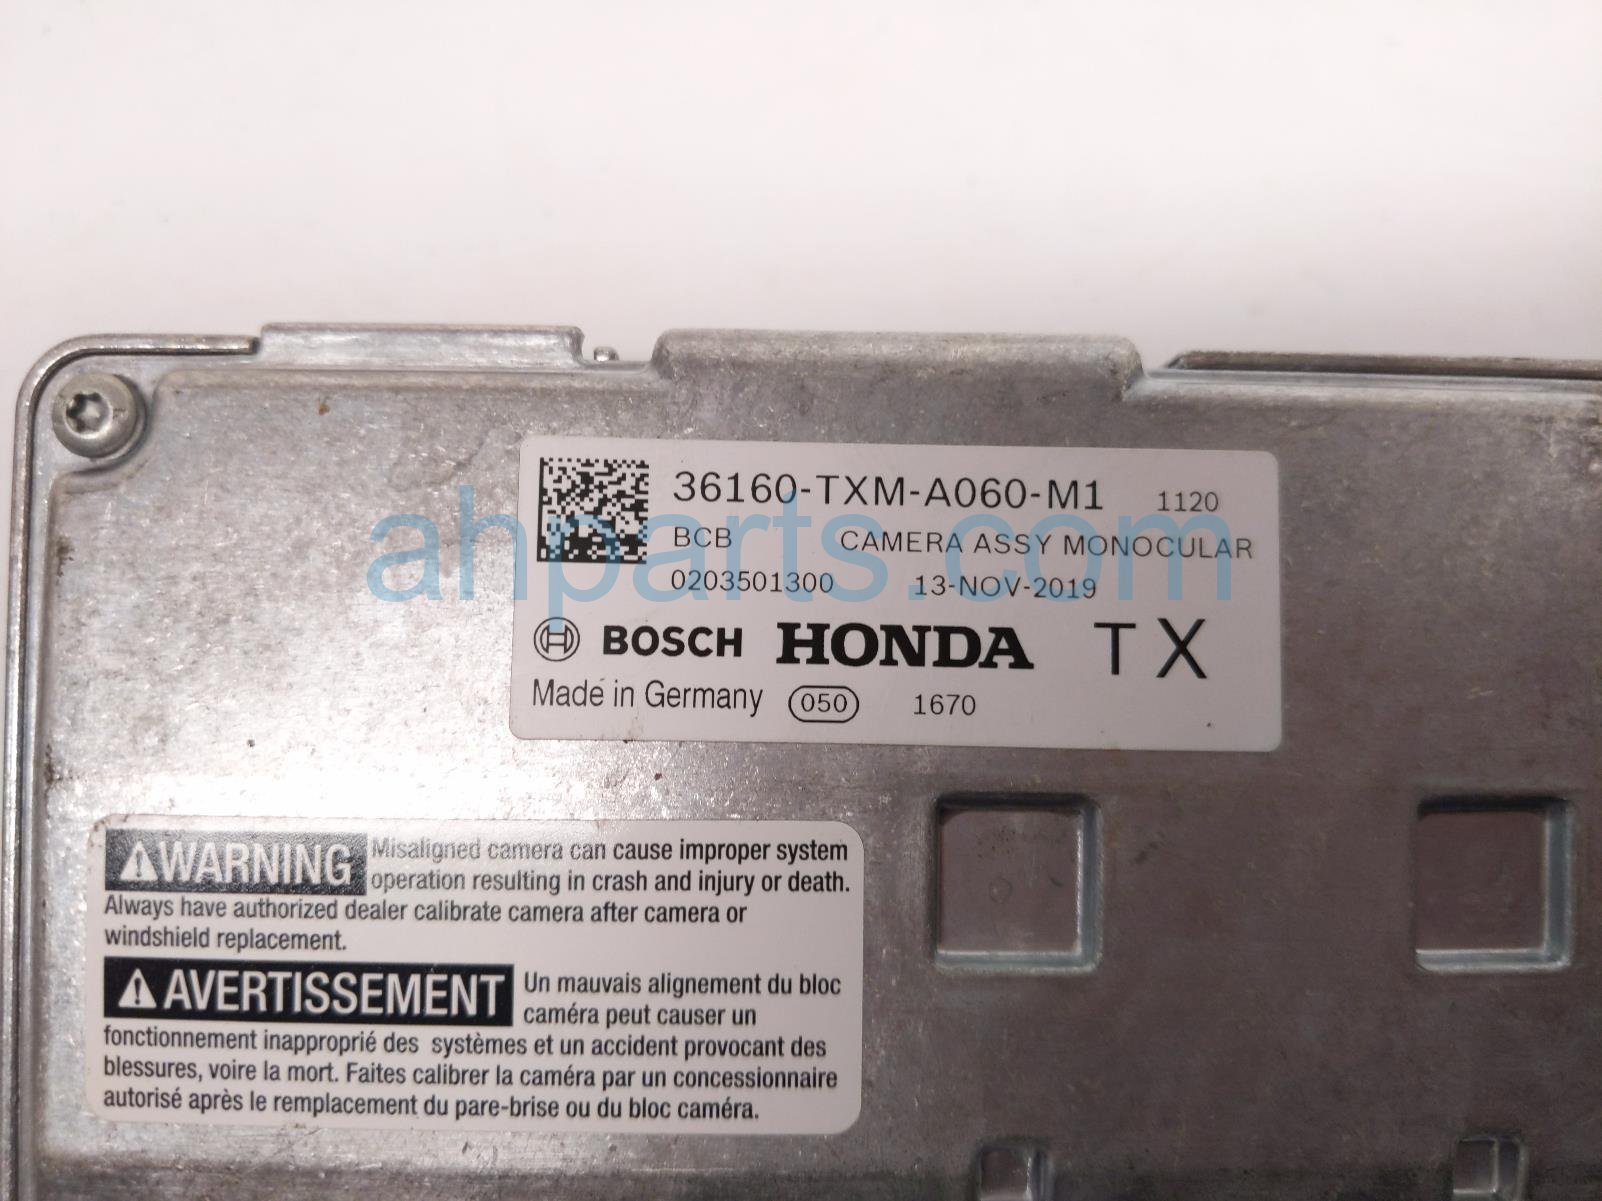 36160-TXM-A060-M1 1120
BCB CAMERA ASSY MONOCULAR
0203501300 13-NOV-2019
BOSCH HONDA TX
Made in Germany 050 1670
ahparts.com
WARNING Misaligned camera can cause improper system
operation resulting in crash and injury or death.
Always have authorized dealer calibrate camera after camera or
windshield replacement.
AVERTISSEMENT Un mauvais alignement du bloc
caméra peut causer un
fonctionnement inapproprié des systèmes et un accident provocant des
blessures, voire la mort. Faites calibrer la caméra par un concessionnaire
autorisé après le remplacement du pare-brise ou du bloc caméra.